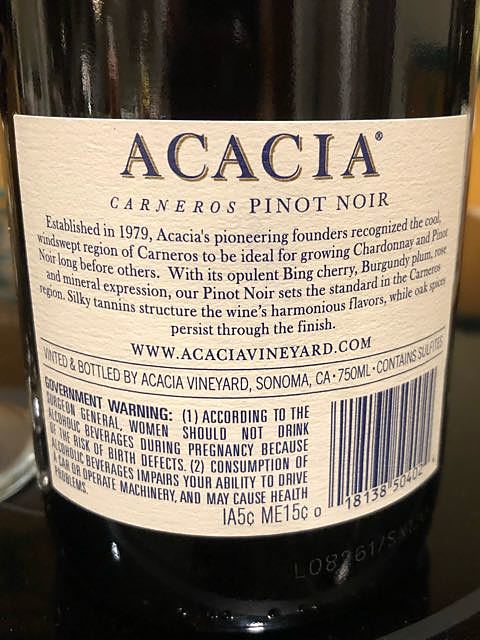 ACACIA®
CARNEROS PINOT NOIR
Established in 1979, Acacia's pioneering founders recognized the cool,
windswept region of Carneros to be ideal for growing Chardonnay and Pinot
Noir long before others. With its opulent Bing cherry, Burgundy plum, rose
and mineral expression, our Pinot Noir sets the standard in the Carneros
region. Silky tannins structure the wine's harmonious flavors, while oak spices
persist through the finish.
WWW.ACACIAVINEYARD.COM
VINTED & BOTTLED BY ACACIA VINEYARD, SONOMA, CA • 750ML • CONTAINS SULFITES
GOVERNMENT WARNING: (1) ACCORDING TO THE
SURGEON GENERAL, WOMEN SHOULD NOT DRINK
ALCOHOLIC BEVERAGES DURING PREGNANCY BECAUSE
OF THE RISK OF BIRTH DEFECTS. (2) CONSUMPTION OF
ALCOHOLIC BEVERAGES IMPAIRS YOUR ABILITY TO DRIVE
A CAR OR OPERATE MACHINERY, AND MAY CAUSE HEALTH
PROBLEMS.
IA5¢ ME15¢
0 18138 50402